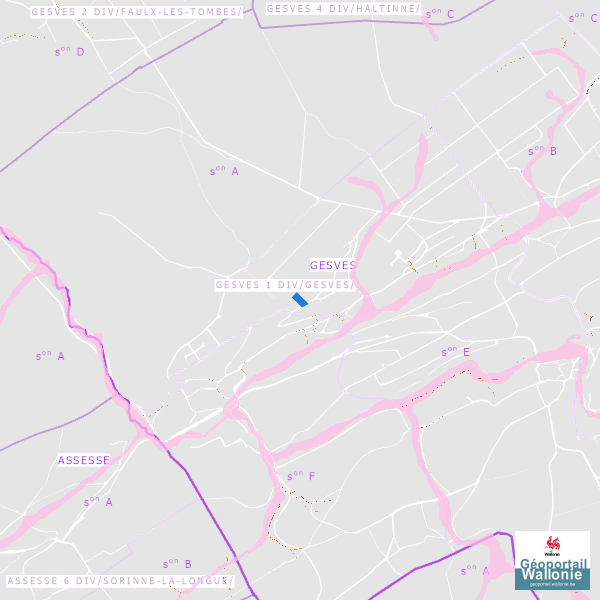 GESVES 2 DIV/FAULX-LES-TOMBES/
GESVES 4 DIV/HALTINNE/
sᵒⁿ C
sᵒⁿ C
sᵒⁿ D
sᵒⁿ B
sᵒⁿ A
GESVES
GESVES 1 DIV/GESVES/
sᵒⁿ A
sᵒⁿ E
ASSESSE
sᵒⁿ F
sᵒⁿ A
sᵒⁿ B
sᵒⁿ A
ASSESSE 6 DIV/SORINNE-LA-LONGUE/
Wallonie
Géoportail
Wallonie
geoportail.wallonie.be